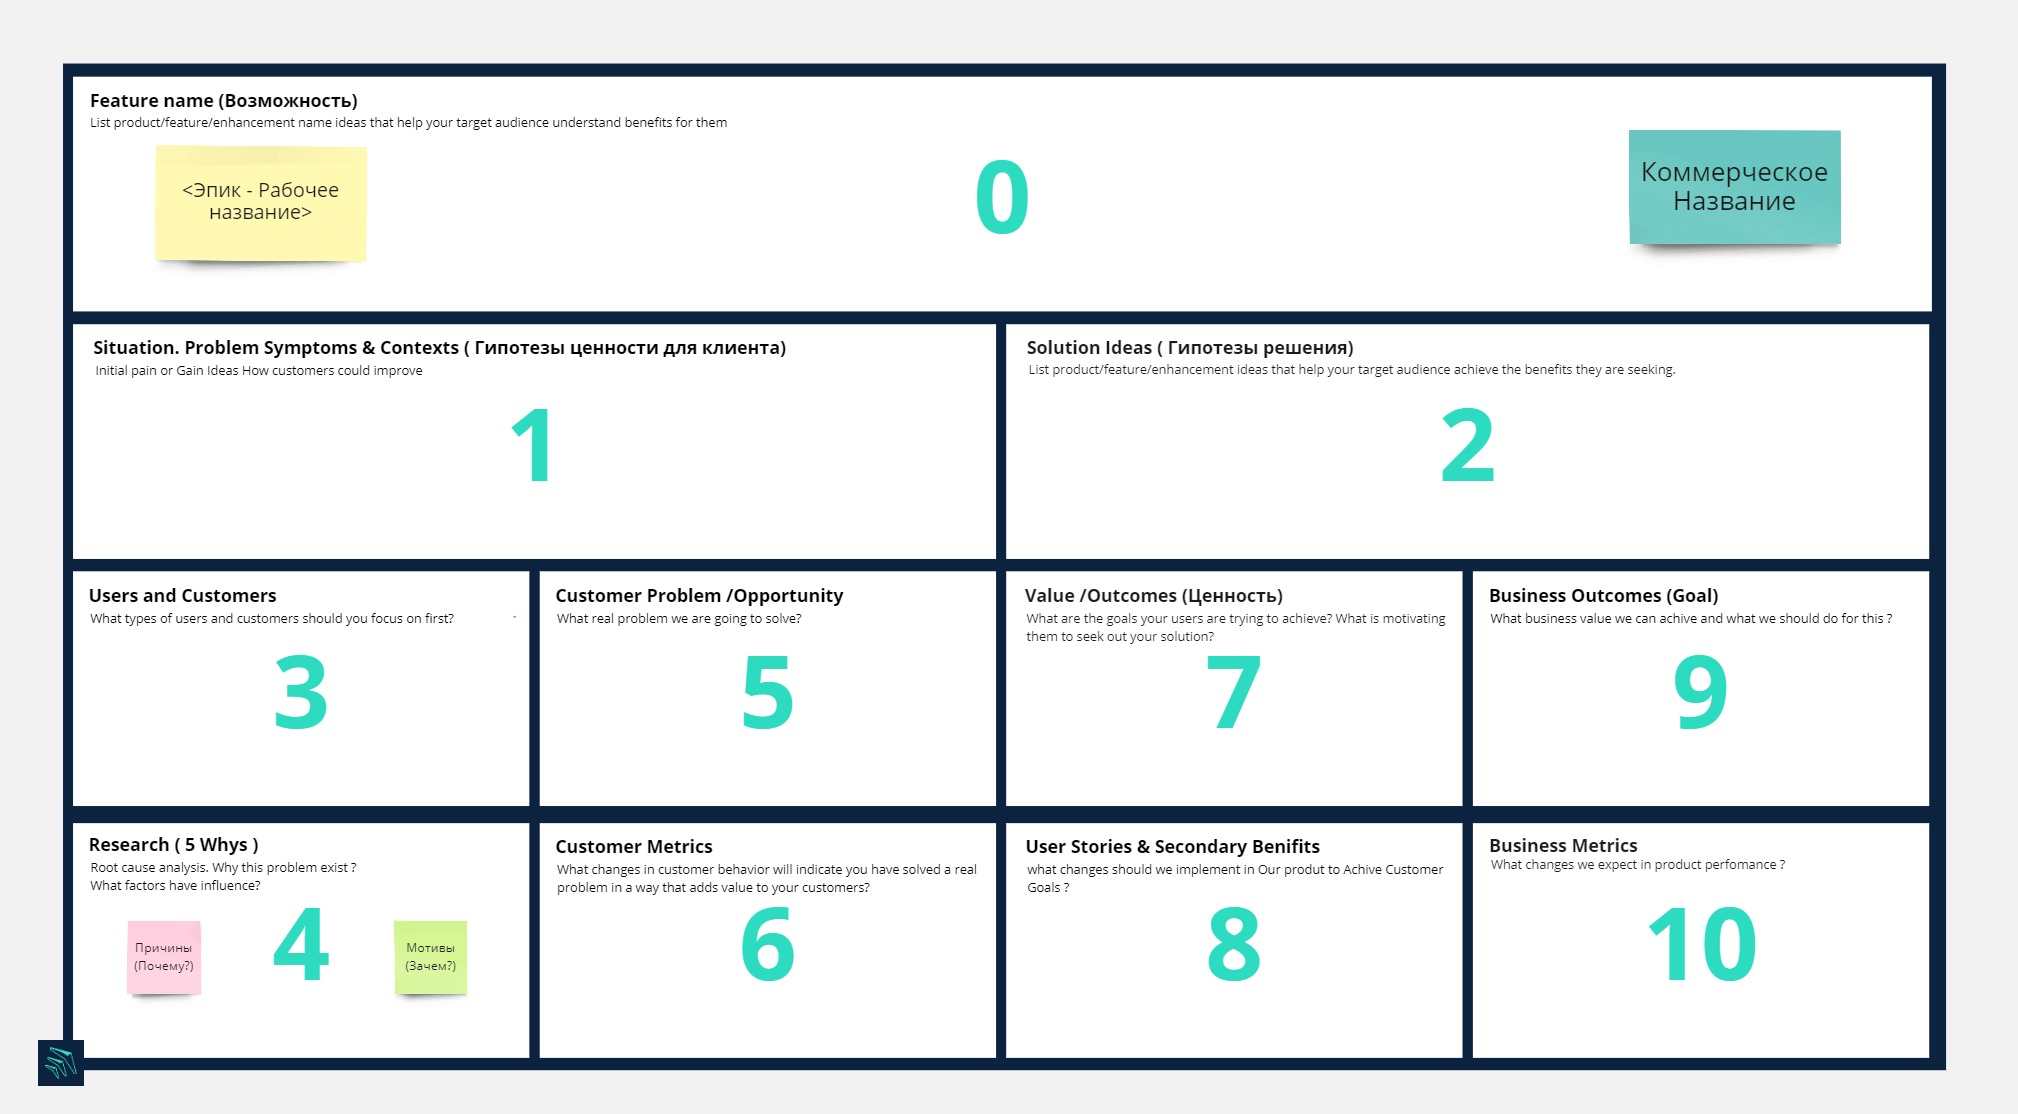 Feature name (Возможность)
List product/feature/enhancement name ideas that help your target audience understand benefits for them
<Эпик - Рабочее
название>
0
Коммерческое
Название
Situation. Problem Symptoms & Contexts ( Гипотезы ценности для клиента)
Initial pain or Gain Ideas How customers could improve
1
Solution Ideas ( Гипотезы решения)
List product/feature/enhancement ideas that help your target audience achieve the benefits they are seeking.
2
Users and Customers
What types of users and customers should you focus on first?
3
Customer Problem /Opportunity
What real problem we are going to solve?
5
Value /Outcomes (Ценность)
What are the goals your users are trying to achieve? What is motivating
them to seek out your solution?
7
Business Outcomes (Goal)
What business value we can achive and what we should do for this ?
9
Research ( 5 Whys )
Root cause analysis. Why this problem exist ?
What factors have influence?
Причины
(Почему?)
4
Мотивы
(Зачем?)
Customer Metrics
What changes in customer behavior will indicate you have solved a real
problem in a way that adds value to your customers?
6
User Stories & Secondary Benifits
what changes should we implement in Our produt to Achive Customer
Goals ?
8
Business Metrics
What changes we expect in product perfomance ?
10